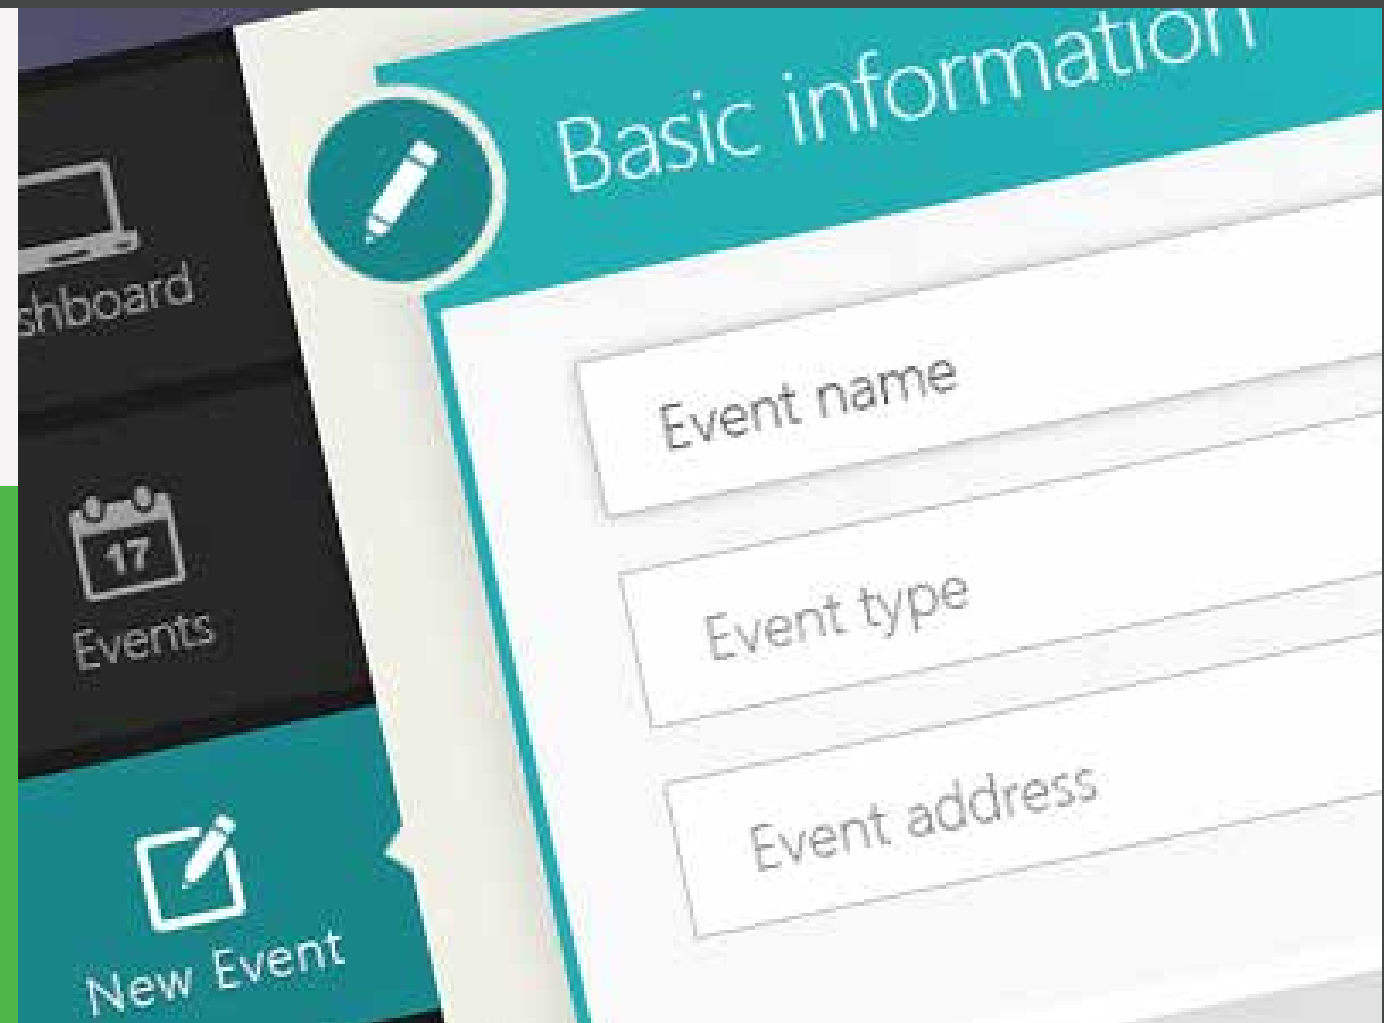 Basic information
shboard
Event name
17
Events
Event type
Event address
New Event